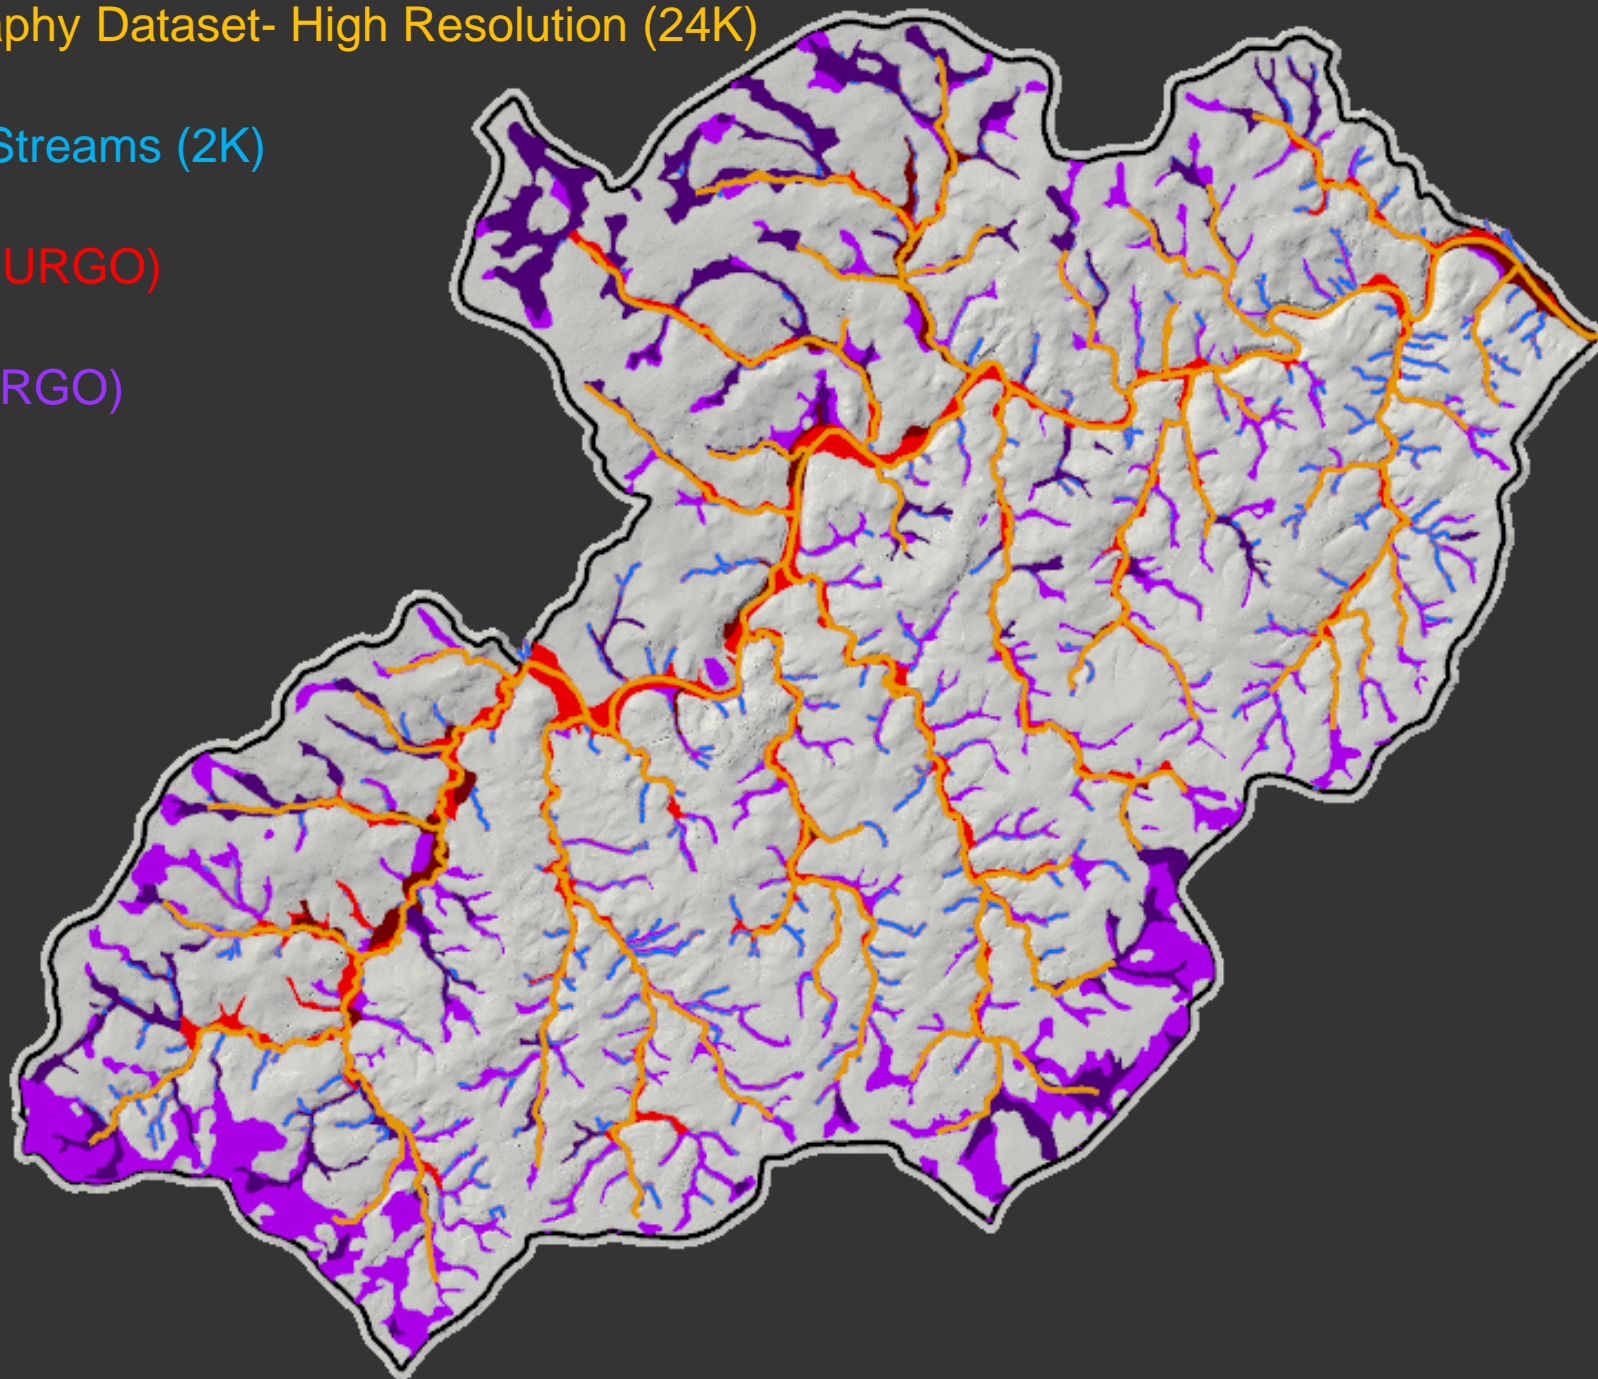 aphy Dataset- High Resolution (24K)
Streams (2K)
URGO)
RGO)